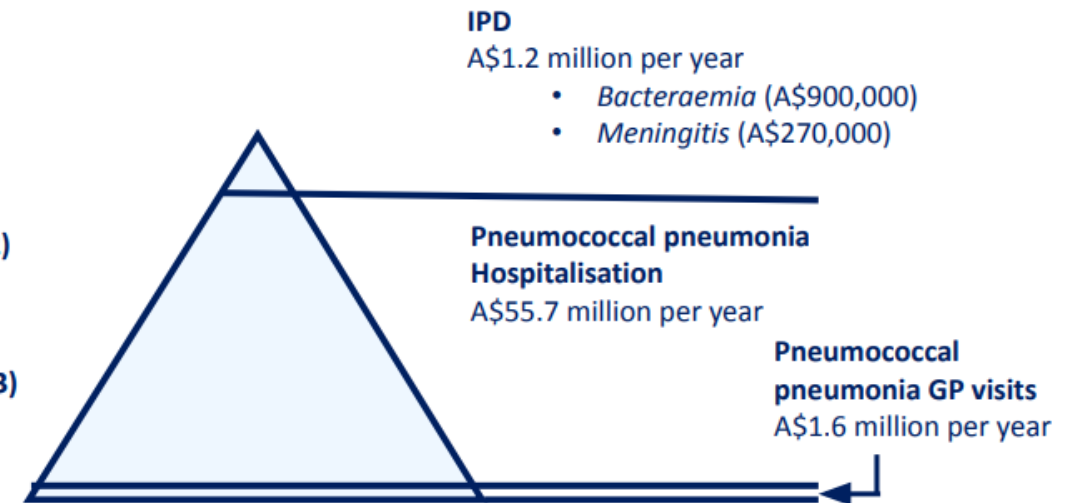 IPD
A$1.2 million per year
• Bacteraemia (A$900,000)
• Meningitis (A$270,000)
)
Pneumococcal pneumonia
Hospitalisation
A$55.7 million per year
Pneumococcal
3)
pneumonia GP visits
A$1.6 million per year